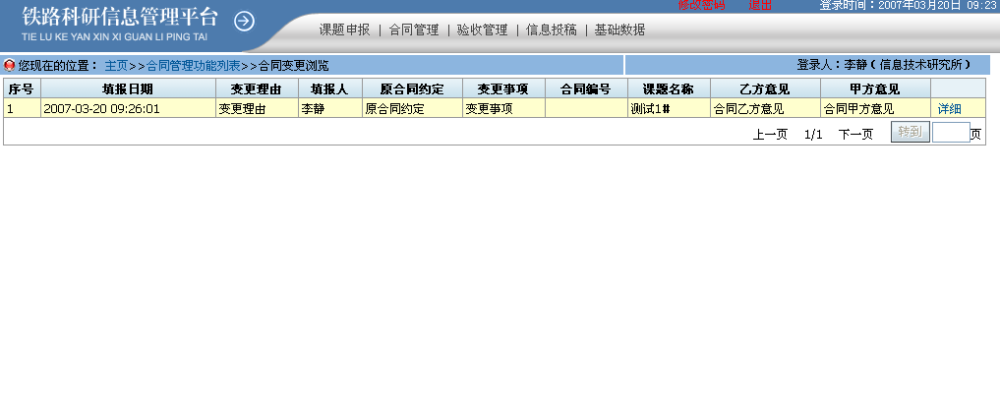 修改密码 退出 登录时间：2007年03月20日 09:23
铁路科研信息管理平台
TIE LU KE YAN XIN XI GUAN LI PING TAI
课题申报 | 合同管理 | 验收管理 | 信息投稿 | 基础数据
您现在的位置： 主页>>合同管理功能列表>>合同变更浏览 登录人：李静（信息技术研究所）
序号 填报日期 变更理由 填报人 原合同约定 变更事项 合同编号 课题名称 乙方意见 甲方意见
1 2007-03-20 09:26:01 变更理由 李静 原合同约定 变更事项 测试1# 合同乙方意见 合同甲方意见 详细
上一页 1/1 下一页 转到 页